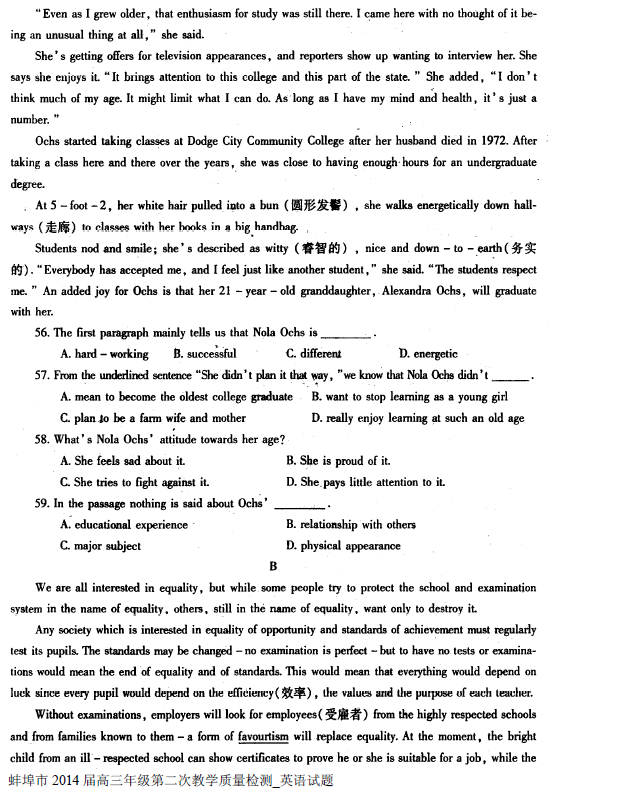 “Even as I grew older, that enthusiasm for study was still there. I came here with no thought of it be-
ing an unusual thing at all,” she said.
She’s getting offers for television appearances, and reporters show up wanting to interview her. She
says she enjoys it. “It brings attention to this college and this part of the state.” She added, “I don’t
think much of my age. It might limit what I can do. As long as I have my mind and health, it’s just a
number.”
Ochs started taking classes at Dodge City Community College after her husband died in 1972. After
taking a class here and there over the years, she was close to having enough hours for an undergraduate
degree.
At 5 – foot – 2, her white hair pulled into a bun (圆形发髻), she walks energetically down hall-
ways (走廊) to classes with her books in a big handbag.
Students nod and smile; she’s described as witty (睿智的), nice and down – to – earth (务实
的). “Everybody has accepted me, and I feel just like another student,” she said. “The students respect
me.” An added joy for Ochs is that her 21 – year – old granddaughter, Alexandra Ochs, will graduate
with her.
56. The first paragraph mainly tells us that Nola Ochs is ________.
A. hard – working B. successful C. different D. energetic
57. From the underlined sentence “She didn’t plan it that way,”we know that Nola Ochs didn’t ______.
A. mean to become the oldest college graduate B. want to stop learning as a young girl
C. plan to be a farm wife and mother D. really enjoy learning at such an old age
58. What’s Nola Ochs’ attitude towards her age?
A. She feels sad about it. B. She is proud of it.
C. She tries to fight against it. D. She pays little attention to it.
59. In the passage nothing is said about Ochs’ ________.
A. educational experience B. relationship with others
C. major subject D. physical appearance
B
We are all interested in equality, but while some people try to protect the school and examination
system in the name of equality, others, still in the name of equality, want only to destroy it.
Any society which is interested in equality of opportunity and standards of achievement must regularly
test its pupils. The standards may be changed – no examination is perfect – but to have no tests or examina-
tions would mean the end of equality and of standards. This would mean that everything would depend on
luck since every pupil would depend on the efficiency(效率), the values and the purpose of each teacher.
Without examinations, employers will look for employees(受雇者) from the highly respected schools
and from families known to them – a form of favourtism will replace equality. At the moment, the bright
child from an ill – respected school can show certificates to prove he or she is suitable for a job, while the
蚌埠市 2014 届高三年级第二次教学质量检测_英语试题